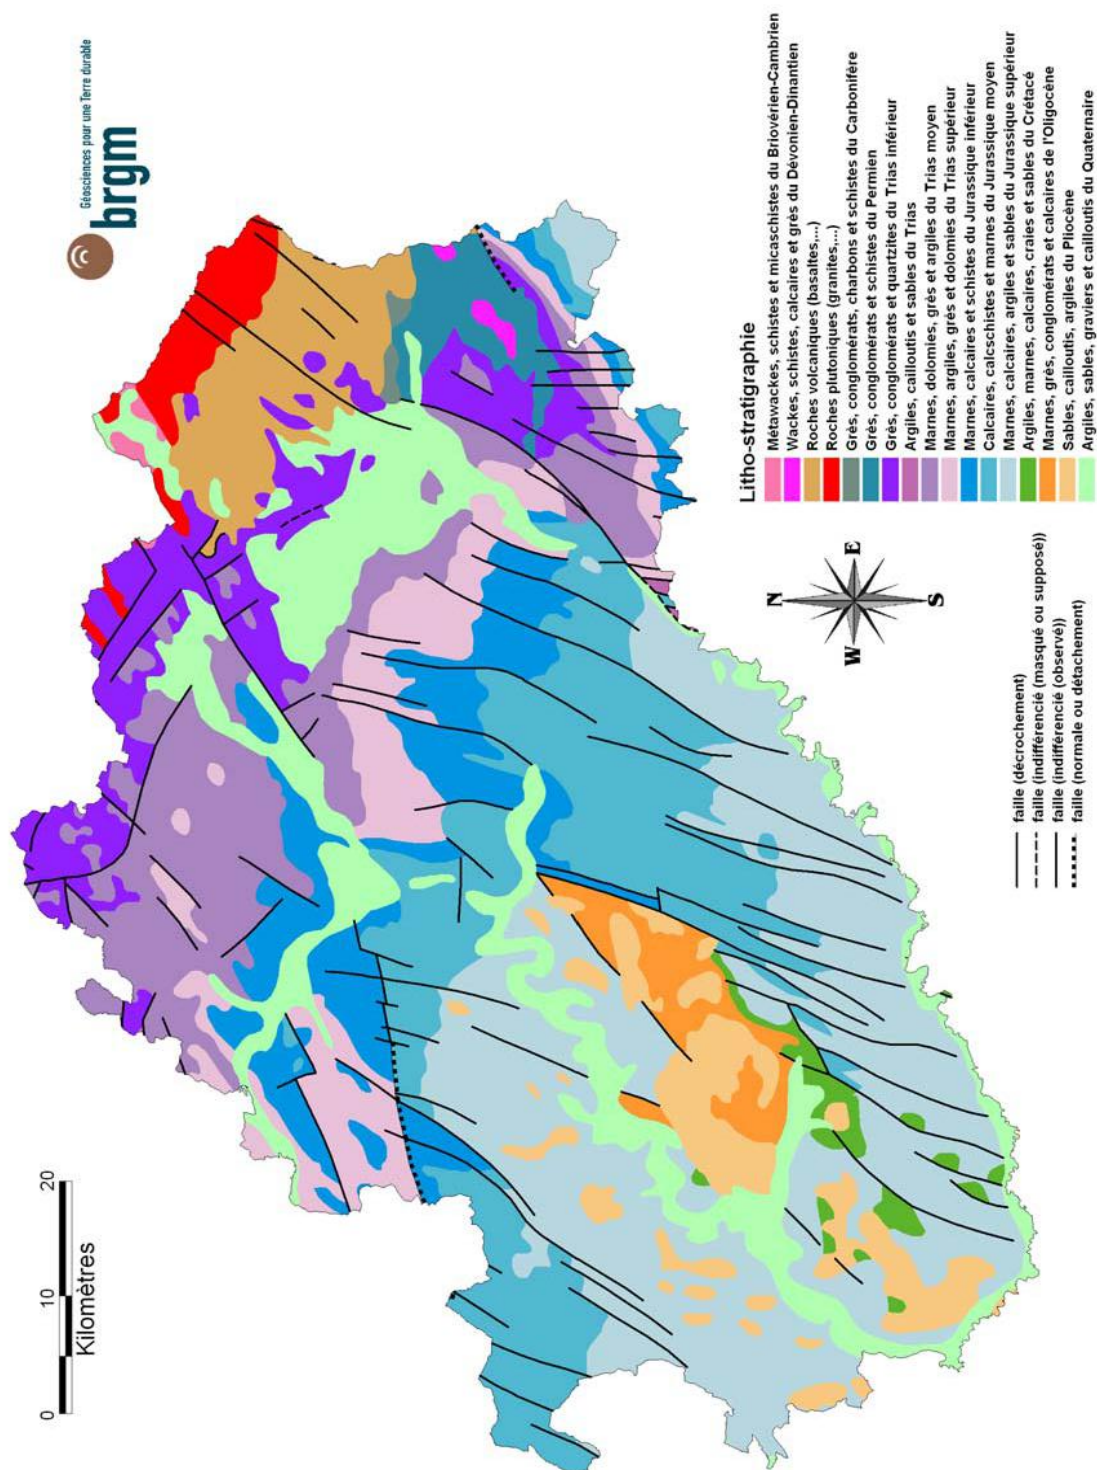 Géosciences pour une Terre durable
brgm
0
10
20
Kilomètres
N
W
E
S
Litho-stratigraphie
Métawackes, schistes et micaschistes du Briovérien-Cambrien
Wackes, schistes, calcaires et grès du Dévonien-Dinantien
Roches volcaniques (basaltes,...)
Roches plutoniques (granites,...)
Grès, conglomérats, charbons et schistes du Carbonifère
Grès, conglomérats et schistes du Permien
Grès, conglomérats et quartzites du Trias inférieur
Argiles, cailloutis et sables du Trias
Marnes, dolomies, grès et argiles du Trias moyen
Marnes, argiles, grès et dolomies du Trias supérieur
Marnes, calcaires et schistes du Jurassique inférieur
Calcaires, calcschistes et marnes du Jurassique moyen
Marnes, calcaires, argiles et sables du Jurassique supérieur
Argiles, marnes, calcaires, craies et sables du Crétacé
Marnes, grès, conglomérats et calcaires de l'Oligocène
Sables, cailloutis, argiles du Pliocène
Argiles, sables, graviers et cailloutis du Quaternaire
faille (décrochement)
faille (indifférencié (masqué ou supposé))
faille (indifférencié (observé))
faille (normale ou détachement)